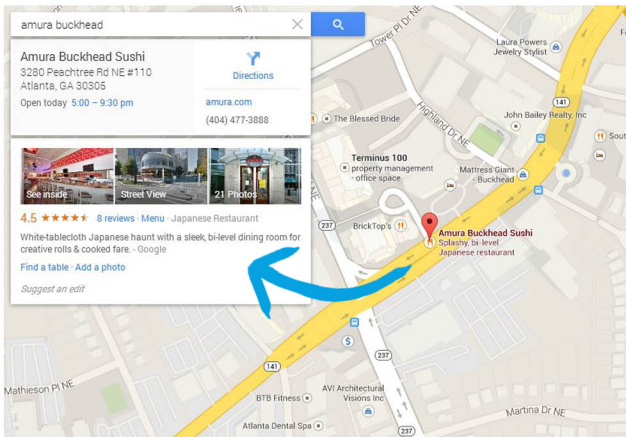 amura buckhead
Amura Buckhead Sushi
3280 Peachtree Rd NE #110
Atlanta, GA 30305
Open today 5:00 – 9:30 pm
Directions
amura.com
(404) 477-3888
See inside
Street View
21 Photos
4.5 8 reviews · Menu · Japanese Restaurant
White-tablecloth Japanese haunt with a sleek, bi-level dining room for
creative rolls & cooked fare. - Google
Find a table · Add a photo
Suggest an edit
Tower Pl Dr NE
Laura Powers
Jewelry Stylist
141
The Blessed Bride
Highland Dr NE
John Bailey Realty, Inc
Terminus 100
property management
- office space
Mattress Giant
Buckhead
237
BrickTop's
Amura Buckhead Sushi
Splashy, bi-level
Japanese restaurant
237
141
Mathieson Pl NE
BTB Fitness
AVI Architectural
Visions Inc
Martina Dr NE
Atlanta Dental Spa
237